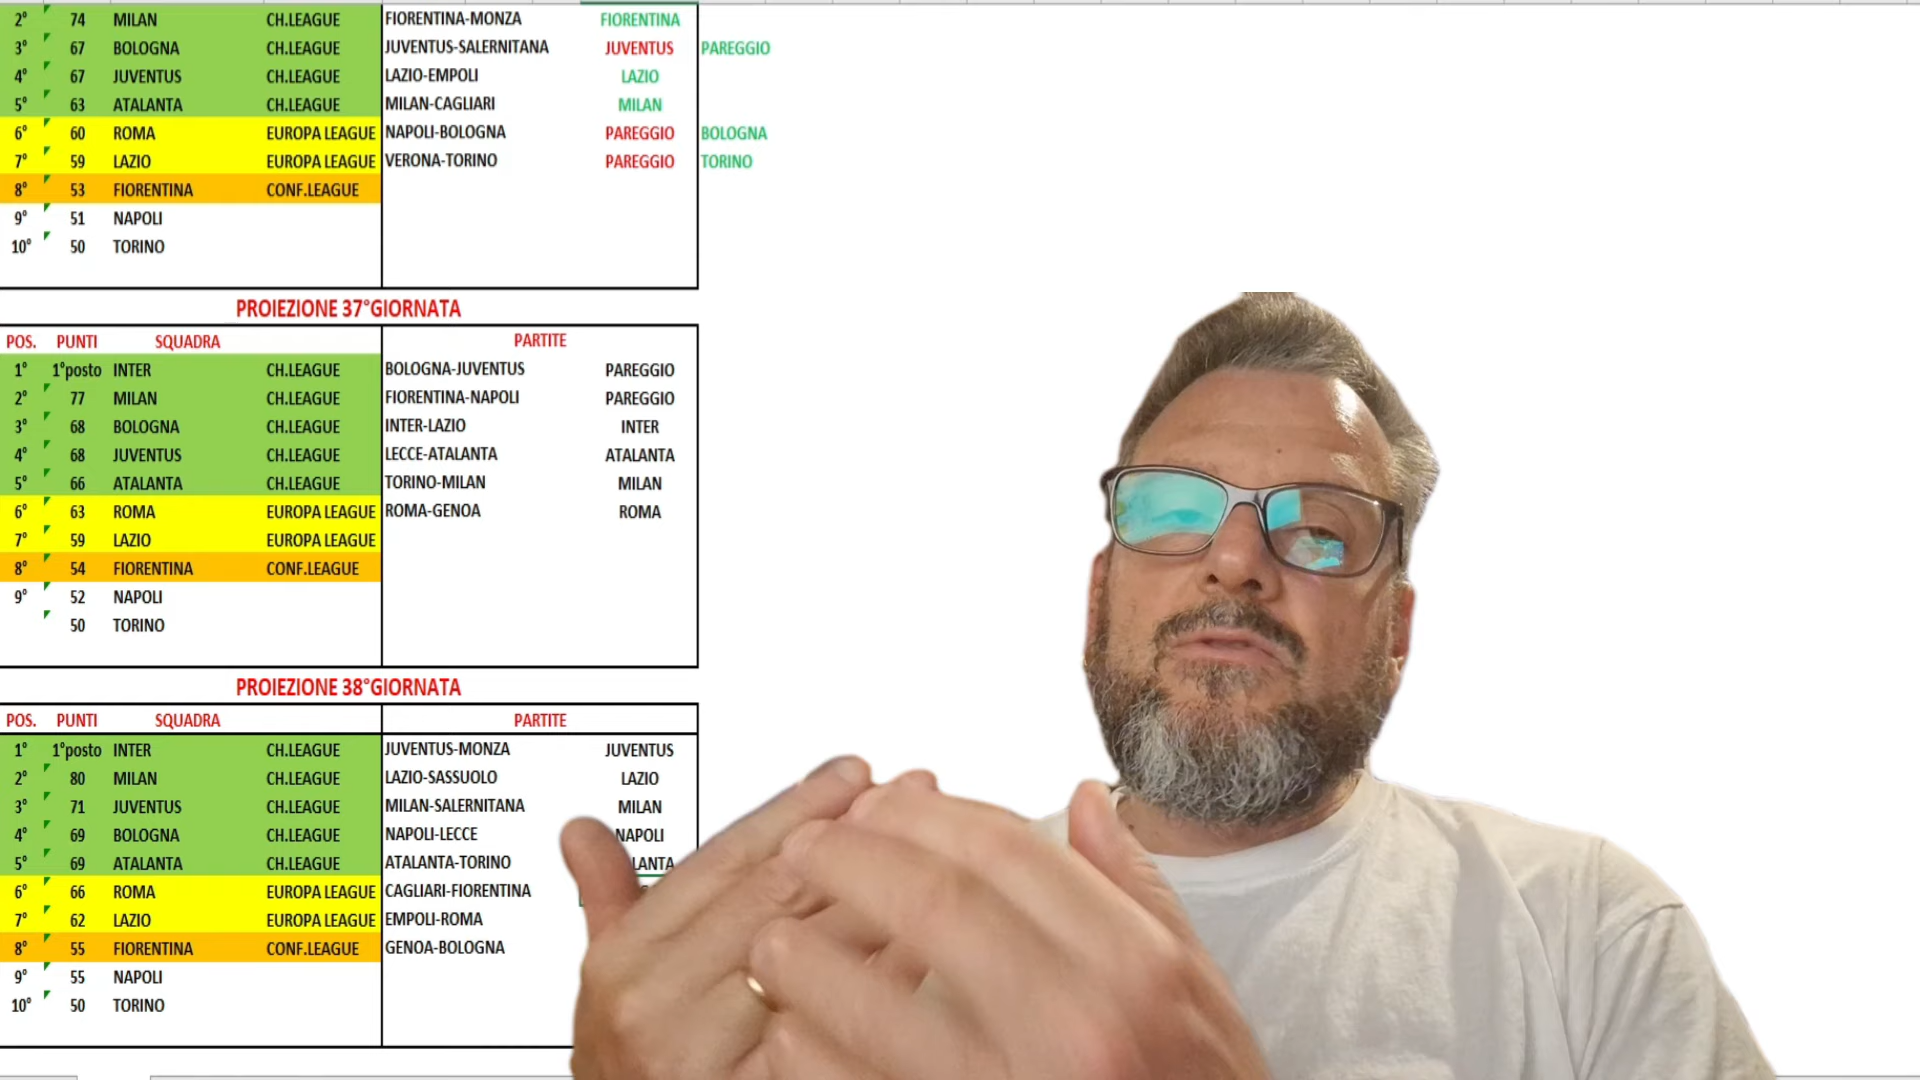 2° 74 MILAN CH.LEAGUE FIORENTINA-MONZA FIORENTINA
3° 67 BOLOGNA CH.LEAGUE JUVENTUS-SALERNITANA JUVENTUS PAREGGIO
4° 67 JUVENTUS CH.LEAGUE LAZIO-EMPOLI LAZIO
5° 63 ATALANTA CH.LEAGUE MILAN-CAGLIARI MILAN
6° 60 ROMA EUROPA LEAGUE NAPOLI-BOLOGNA PAREGGIO BOLOGNA
7° 59 LAZIO EUROPA LEAGUE VERONA-TORINO PAREGGIO TORINO
8° 53 FIORENTINA CONF.LEAGUE
9° 51 NAPOLI
10° 50 TORINO
PROIEZIONE 37°GIORNATA
POS. PUNTI SQUADRA PARTITE
1° 1°posto INTER CH.LEAGUE BOLOGNA-JUVENTUS PAREGGIO
2° 77 MILAN CH.LEAGUE FIORENTINA-NAPOLI PAREGGIO
3° 68 BOLOGNA CH.LEAGUE INTER-LAZIO INTER
4° 68 JUVENTUS CH.LEAGUE LECCE-ATALANTA ATALANTA
5° 66 ATALANTA CH.LEAGUE TORINO-MILAN MILAN
6° 63 ROMA EUROPA LEAGUE ROMA-GENOA ROMA
7° 59 LAZIO EUROPA LEAGUE
8° 54 FIORENTINA CONF.LEAGUE
9° 52 NAPOLI
50 TORINO
PROIEZIONE 38°GIORNATA
POS. PUNTI SQUADRA PARTITE
1° 1°posto INTER CH.LEAGUE JUVENTUS-MONZA JUVENTUS
2° 80 MILAN CH.LEAGUE LAZIO-SASSUOLO LAZIO
3° 71 JUVENTUS CH.LEAGUE MILAN-SALERNITANA MILAN
4° 69 BOLOGNA CH.LEAGUE NAPOLI-LECCE NAPOLI
5° 69 ATALANTA CH.LEAGUE ATALANTA-TORINO LANTA
6° 66 ROMA EUROPA LEAGUE CAGLIARI-FIORENTINA
7° 62 LAZIO EUROPA LEAGUE EMPOLI-ROMA
8° 55 FIORENTINA CONF.LEAGUE GENOA-BOLOGNA
9° 55 NAPOLI
10° 50 TORINO